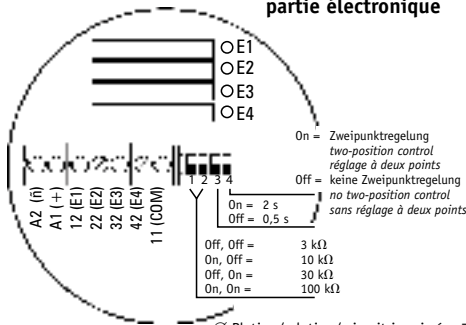 partie électronique
E1
E2
E3
E4
On = Zweipunktregelung
two-position control
réglage à deux points
Off = keine Zweipunktregelung
no two-position control
sans réglage à deux points
1 2 3 4
A2 (ñ)
A1 (+)
12 (E1)
22 (E2)
32 (E3)
42 (E4)
11 (COM)
On = 2 s
Off = 0,5 s
Off, Off = 3 kΩ
On, Off = 10 kΩ
Off, On = 30 kΩ
On, On = 100 kΩ